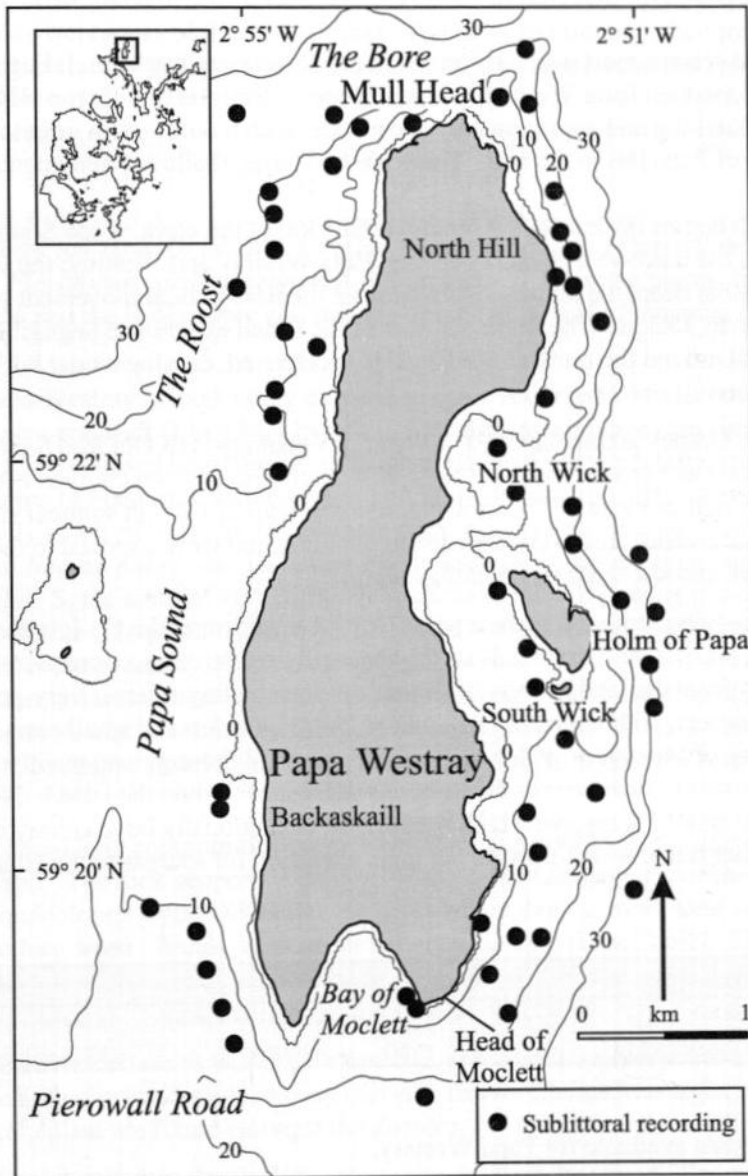 2° 55' W
2° 51' W
30
The Bore
Mull Head
10
20
30
30
0
0
North Hill
The Roost
30
20
0
59° 22' N
10
0
North Wick
0
Papa Sound
Holm of Papa
South Wick
0
0
Papa Westray
Backaskaill
59° 20' N
10
20
N
10
30
Bay of
Moclett
Head of
Moclett
0
km
1
Pierowall Road
20
Sublittoral recording